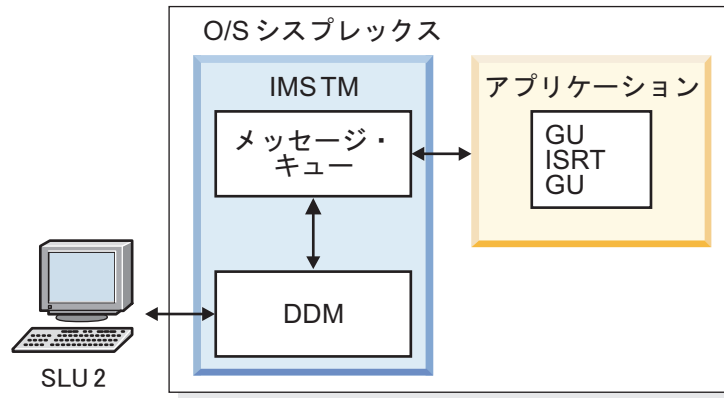 O/S シスプレックス
IMS TM
メッセージ・
キュー
DDM
アプリケーション
GU
ISRT
GU
SLU 2